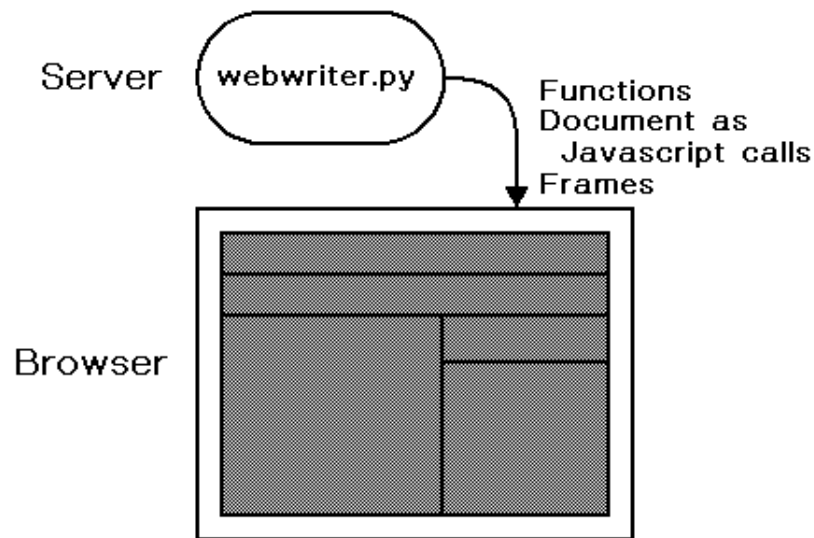 Server
webwriter.py
Functions
Document as
Javascript calls
Frames
Browser